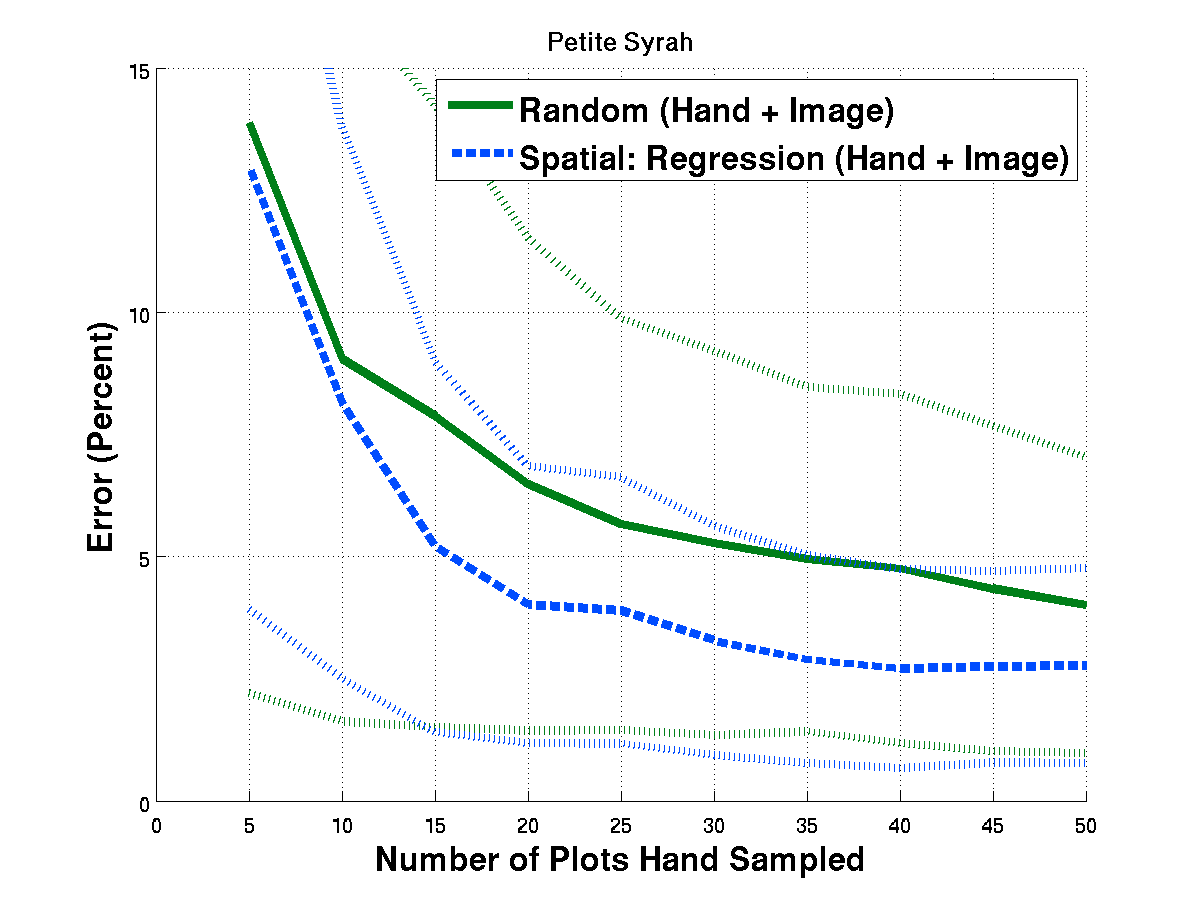 Petite Syrah
Random (Hand + Image)
Spatial: Regression (Hand + Image)
15
10
5
0
Error (Percent)
0 5 10 15 20 25 30 35 40 45 50
Number of Plots Hand Sampled